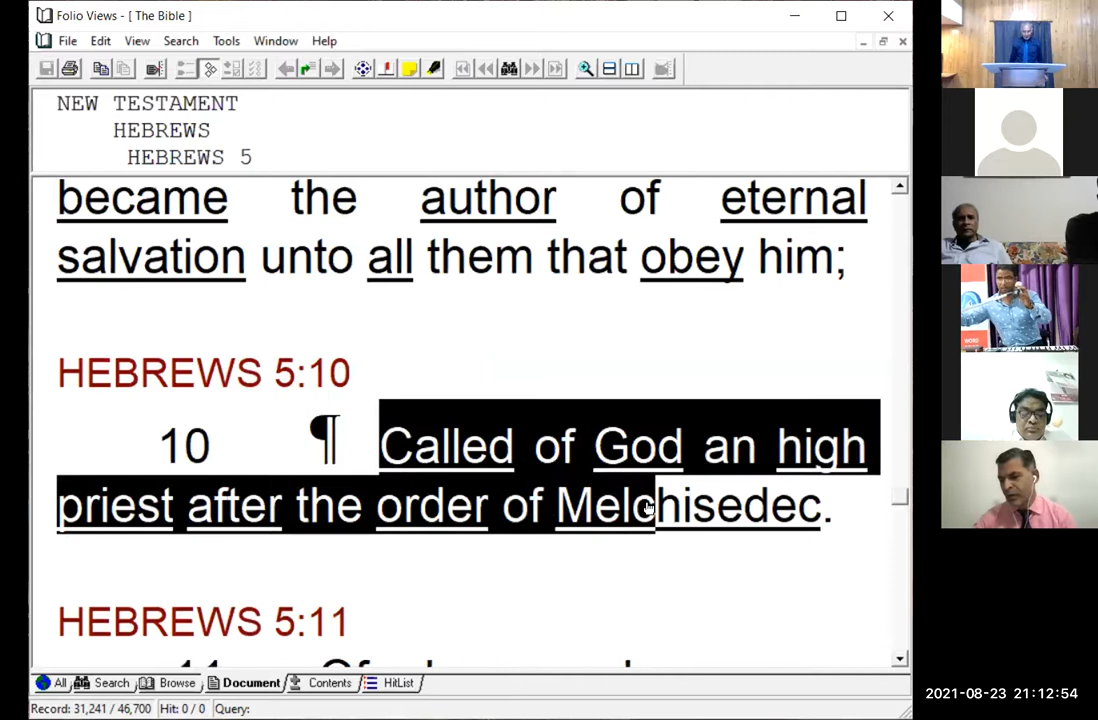 Folio Views - [ The Bible ]
File Edit View Search Tools Window Help
NEW TESTAMENT
HEBREWS
HEBREWS 5
became the author of eternal
salvation unto all them that obey him;
HEBREWS 5:10
10 ¶ Called of God an high
priest after the order of Melchisedec.
HEBREWS 5:11
All Search Browse Document Contents HitList
Record: 31,241 / 46,700 Hit: 0 / 0 Query:
WORD
2021-08-23 21:12:54